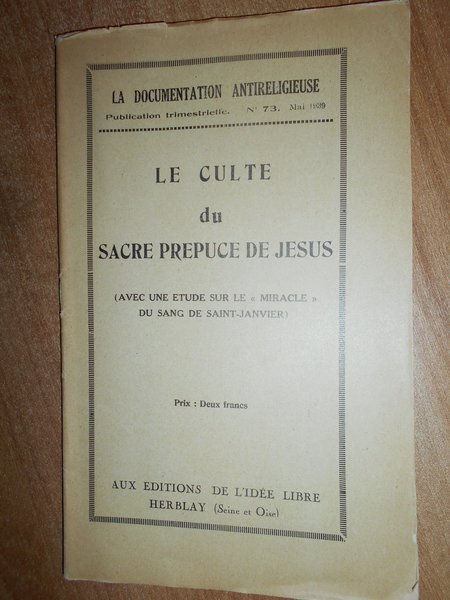 LA DOCUMENTATION ANTIRELIGIEUSE
Publication trimestrielle. N° 73. Mai 1939
LE CULTE
du
SACRE PREPUCE DE JESUS
(AVEC UNE ETUDE SUR LE « MIRACLE »
DU SANG DE SAINT-JANVIER)
Prix : Deux francs
AUX EDITIONS DE L'IDÉE LIBRE
HERBLAY (Seine et Oise)